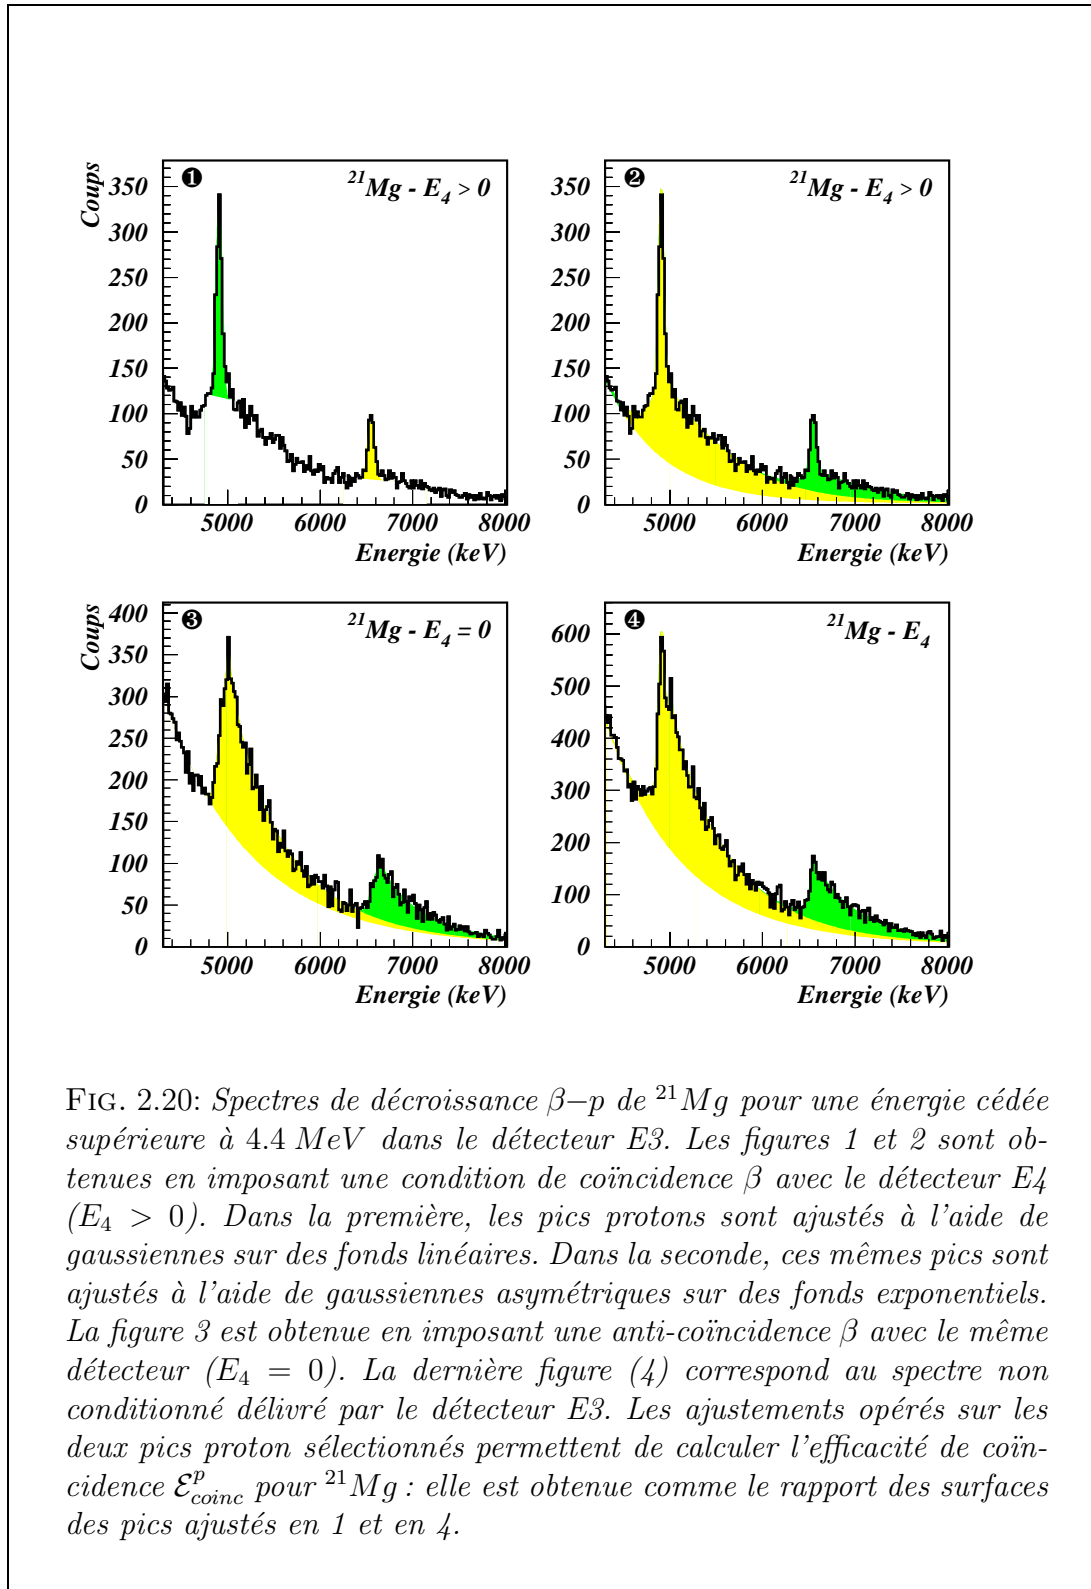 Coups
350
300
250
200
150
100
50
0
❶
²¹Mg - E₄ > 0
5000 6000 7000 8000
Energie (keV)
350
300
250
200
150
100
50
0
❷
²¹Mg - E₄ > 0
5000 6000 7000 8000
Energie (keV)
Coups
400
350
300
250
200
150
100
50
0
❸
²¹Mg - E₄ = 0
5000 6000 7000 8000
Energie (keV)
600
500
400
300
200
100
0
❹
²¹Mg - E₄
5000 6000 7000 8000
Energie (keV)
FIG. 2.20: Spectres de décroissance β−p de ²¹Mg pour une énergie cédée
supérieure à 4.4 MeV dans le détecteur E3. Les figures 1 et 2 sont ob-
tenues en imposant une condition de coïncidence β avec le détecteur E4
(E₄ > 0). Dans la première, les pics protons sont ajustés à l'aide de
gaussiennes sur des fonds linéaires. Dans la seconde, ces mêmes pics sont
ajustés à l'aide de gaussiennes asymétriques sur des fonds exponentiels.
La figure 3 est obtenue en imposant une anti-coïncidence β avec le même
détecteur (E₄ = 0). La dernière figure (4) correspond au spectre non
conditionné délivré par le détecteur E3. Les ajustements opérés sur les
deux pics proton sélectionnés permettent de calculer l'efficacité de coïn-
cidence ℰᵖcoinc pour ²¹Mg : elle est obtenue comme le rapport des surfaces
des pics ajustés en 1 et en 4.